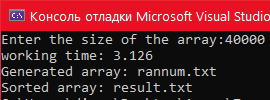 Консоль отладки Microsoft Visual Studio
Enter the size of the array:40000
working time: 3.126
Generated array: rannum.txt
Sorted array: result.txt